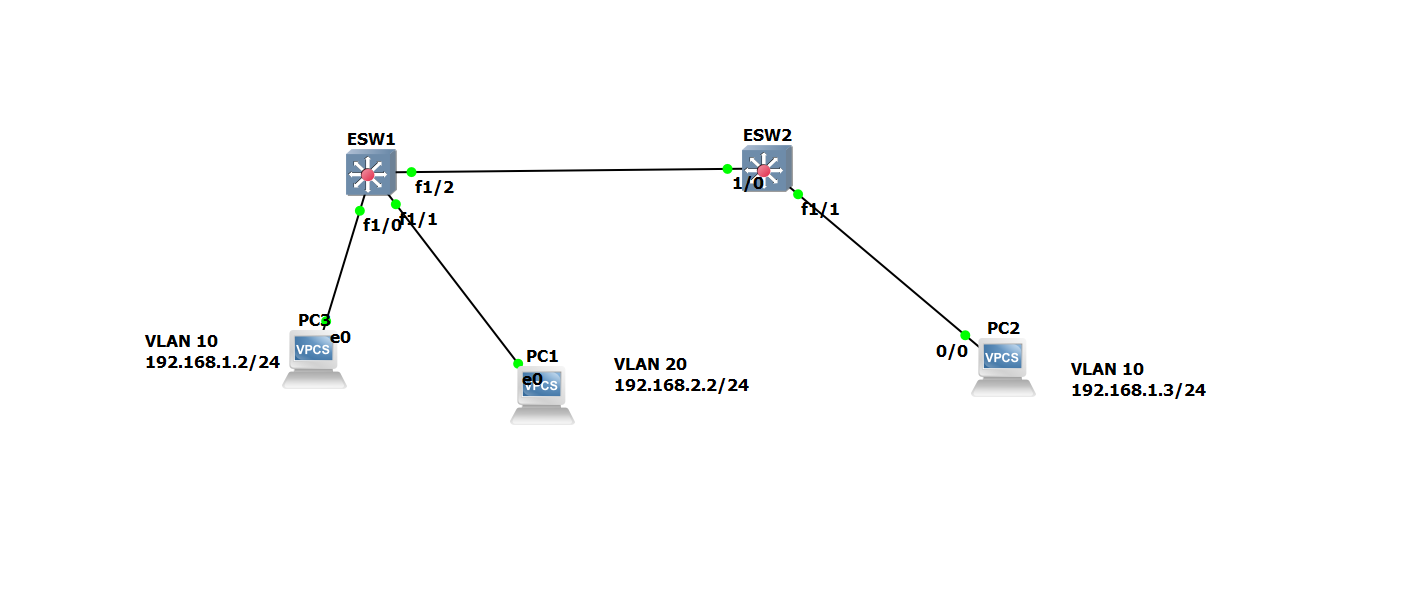 ESW1
ESW2
f1/2
1/0
f1/0
f1/1
f1/1
PC3
e0
VPCS
VLAN 10
192.168.1.2/24
PC1
e0
VPCS
VLAN 20
192.168.2.2/24
PC2
0/0
VPCS
VLAN 10
192.168.1.3/24